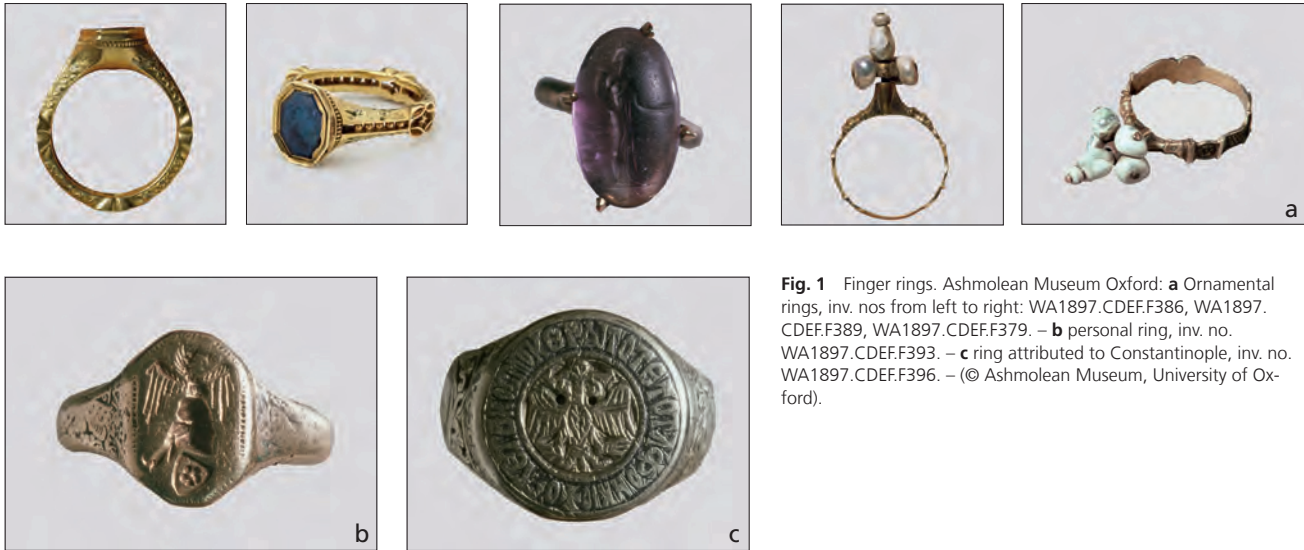 a
Fig. 1 Finger rings. Ashmolean Museum Oxford: a Ornamental
rings, inv. nos from left to right: WA1897.CDEF.F386, WA1897.
CDEF.F389, WA1897.CDEF.F379. – b personal ring, inv. no.
WA1897.CDEF.F393. – c ring attributed to Constantinople, inv. no.
WA1897.CDEF.F396. – (© Ashmolean Museum, University of Ox-
ford).
b
c